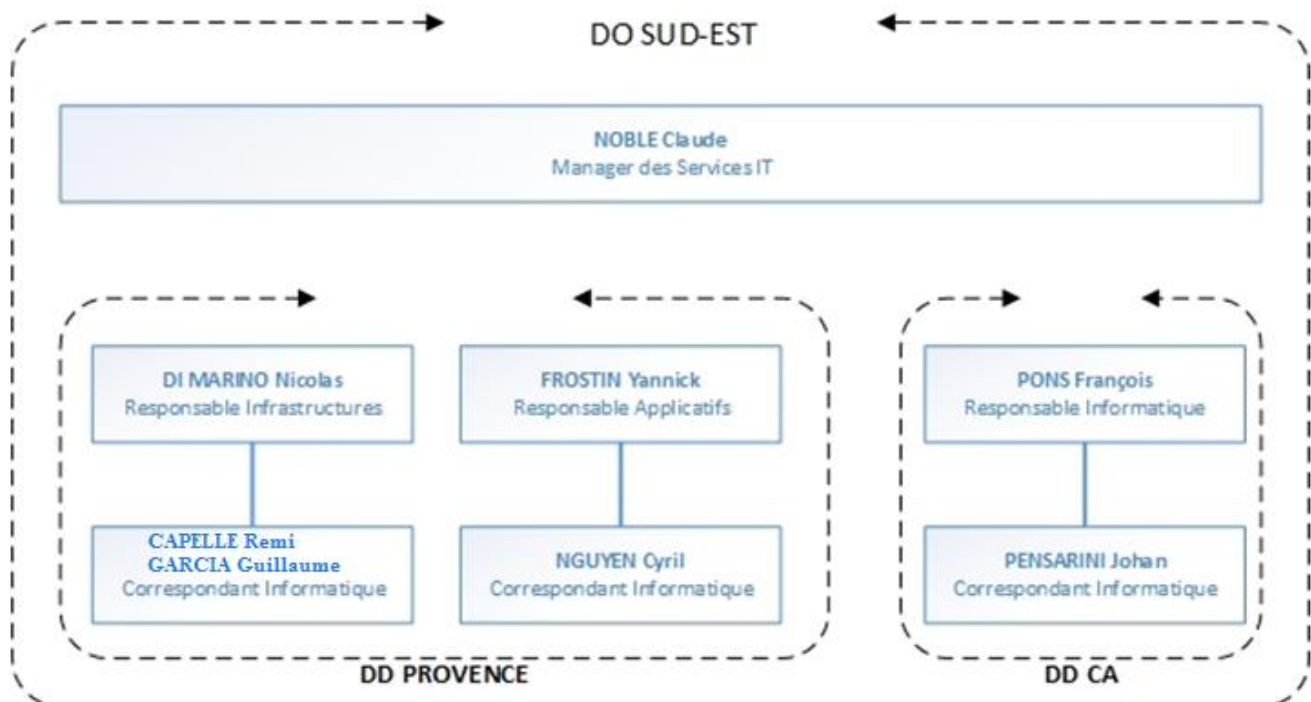 DO SUD-EST
NOBLE Claude
Manager des Services IT
DI MARINO Nicolas
Responsable Infrastructures
FROSTIN Yannick
Responsable Applicatifs
PONS François
Responsable Informatique
CAPELLE Remi
GARCIA Guillaume
Correspondant Informatique
NGUYEN Cyril
Correspondant Informatique
PENSARINI Johan
Correspondant Informatique
DD PROVENCE
DD CA